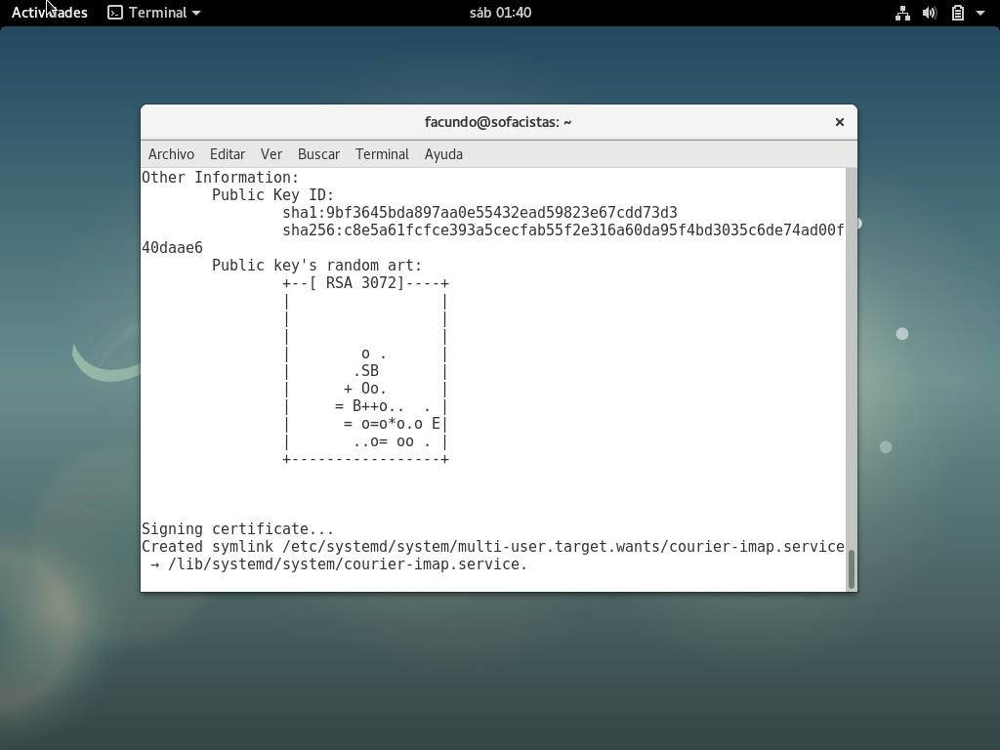 Actividades Terminal sáb 01:40
facundo@sofacistas: ~
Archivo Editar Ver Buscar Terminal Ayuda
Other Information:
        Public Key ID:
                sha1:9bf3645bda897aa0e55432ead59823e67cdd73d3
                sha256:c8e5a61fcfce393a5cecfab55f2e316a60da95f4bd3035c6de74ad00f
40daae6
        Public key's random art:
                +--[ RSA 3072]----+
                |                 |
                |                 |
                |                 |
                |        o .      |
                |       .SB       |
                |      + Oo.      |
                |     = B++o..  . |
                |      = o=o*o.o E|
                |       ..o= oo . |
                +-----------------+
Signing certificate...
Created symlink /etc/systemd/system/multi-user.target.wants/courier-imap.service
 → /lib/systemd/system/courier-imap.service.